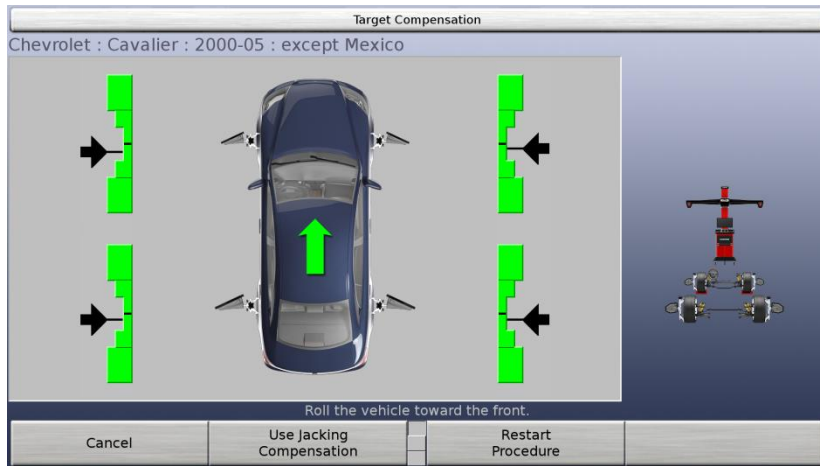 Target Compensation
Chevrolet : Cavalier : 2000-05 : except Mexico
Roll the vehicle toward the front.
Cancel
Use Jacking
Compensation
Restart
Procedure